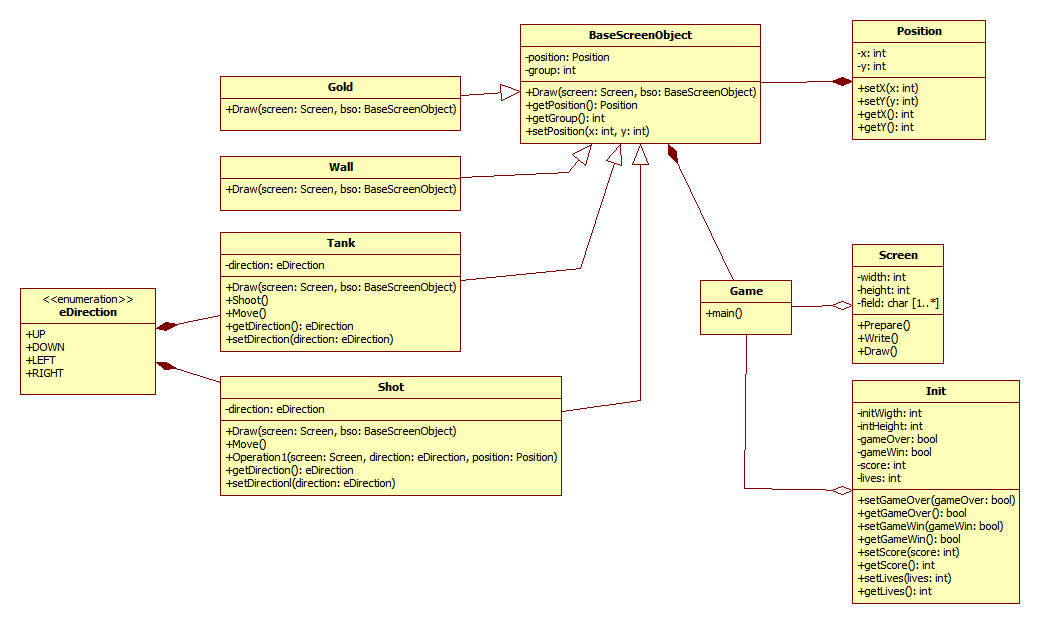 BaseScreenObject
-position: Position
-group: int
+Draw(screen: Screen, bso: BaseScreenObject)
+getPosition(): Position
+getGroup(): int
+setPosition(x: int, y: int)
Position
-x: int
-y: int
+setX(x: int)
+setY(y: int)
+getX(): int
+getY(): int
Gold
+Draw(screen: Screen, bso: BaseScreenObject)
Wall
+Draw(screen: Screen, bso: BaseScreenObject)
Tank
-direction: eDirection
+Draw(screen: Screen, bso: BaseScreenObject)
+Shoot()
+Move()
+getDirection(): eDirection
+setDirection(direction: eDirection)
<<enumeration>>
eDirection
+UP
+DOWN
+LEFT
+RIGHT
Shot
-direction: eDirection
+Draw(screen: Screen, bso: BaseScreenObject)
+Move()
+Operation1(screen: Screen, direction: eDirection, position: Position)
+getDirection(): eDirection
+setDirectionl(direction: eDirection)
Game
+main()
Screen
-width: int
-height: int
-field: char [1..*]
+Prepare()
+Write()
+Draw()
Init
-initWigth: int
-intHeight: int
-gameOver: bool
-gameWin: bool
-score: int
-lives: int
+setGameOver(gameOver: bool)
+getGameOver(): bool
+setGameWin(gameWin: bool)
+getGameWin(): bool
+setScore(score: int)
+getScore(): int
+setLives(lives: int)
+getLives(): int